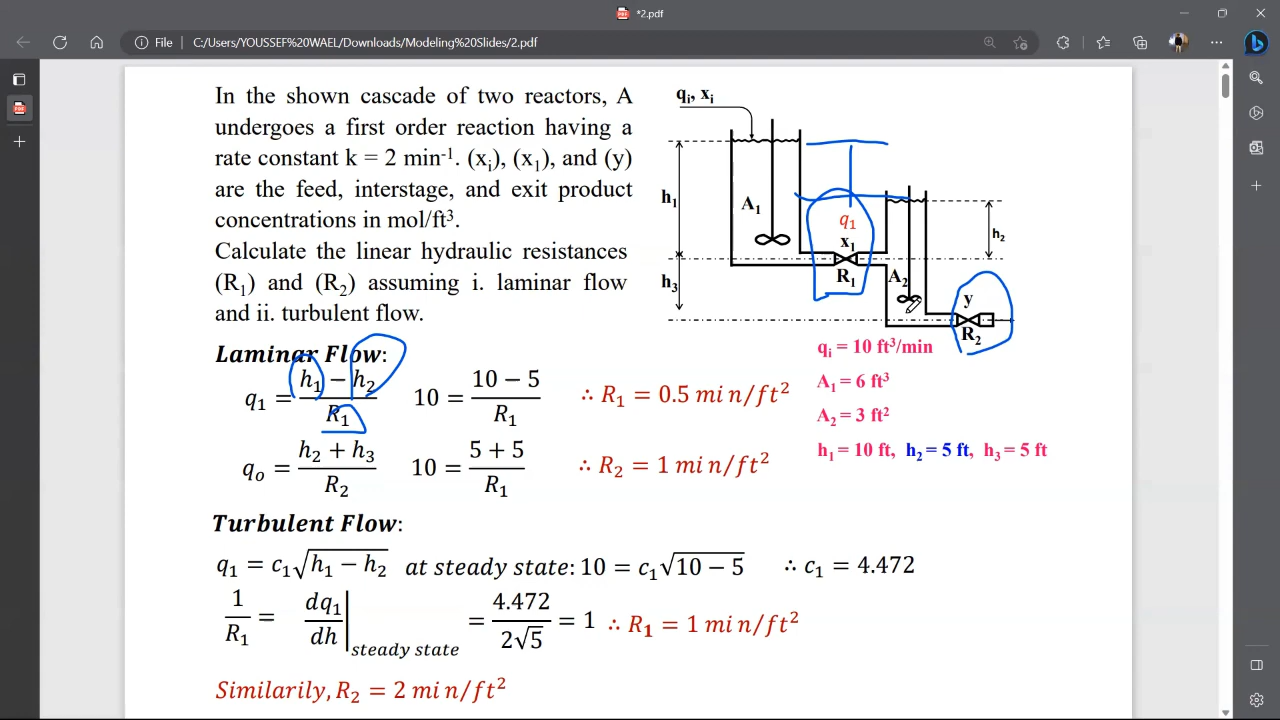 *2.pdf
File
C:/Users/YOUSSEF%20WAEL/Downloads/Modeling%20Slides/2.pdf
In the shown cascade of two reactors, A
undergoes a first order reaction having a
rate constant k = 2 min⁻¹. (xᵢ), (x₁), and (y)
are the feed, interstage, and exit product
concentrations in mol/ft³.
Calculate the linear hydraulic resistances
(R₁) and (R₂) assuming i. laminar flow
and ii. turbulent flow.
qᵢ, xᵢ
h₁
A₁
q₁
x₁
R₁
h₂
h₃
A₂
y
R₂
qᵢ = 10 ft³/min
A₁ = 6 ft³
A₂ = 3 ft²
h₁ = 10 ft, h₂ = 5 ft, h₃ = 5 ft
Laminar Flow:
q₁ = (h₁ − h₂)/R₁ 10 = (10 − 5)/R₁ ∴ R₁ = 0.5 min/ft²
qₒ = (h₂ + h₃)/R₂ 10 = (5 + 5)/R₁ ∴ R₂ = 1 min/ft²
Turbulent Flow:
q₁ = c₁√(h₁ − h₂) at steady state: 10 = c₁√(10 − 5) ∴ c₁ = 4.472
1/R₁ = dq₁/dh|steady state = 4.472/2√5 = 1 ∴ R₁ = 1 min/ft²
Similarily, R₂ = 2 min/ft²